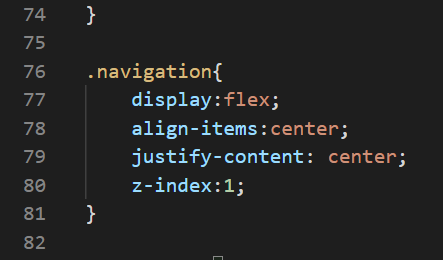 74 }
75
76 .navigation{
77 display:flex;
78 align-items:center;
79 justify-content: center;
80 z-index:1;
81 }
82